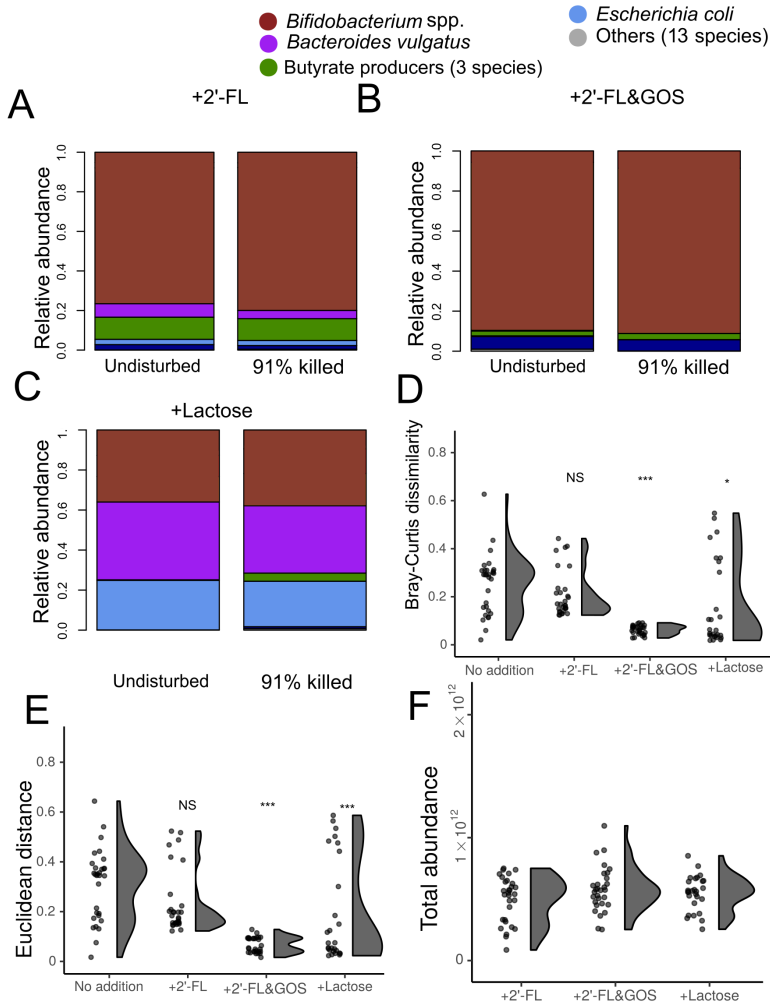 Bifidobacterium spp.
Bacteroides vulgatus
Butyrate producers (3 species)
Escherichia coli
Others (13 species)
A
+2'-FL
Relative abundance
0.0 0.2 0.4 0.6 0.8 1.0
Undisturbed 91% killed
B
+2'-FL&GOS
Relative abundance
0.0 0.2 0.4 0.6 0.8 1.0
Undisturbed 91% killed
C
+Lactose
Relative abundance
0.0 0.2 0.4 0.6 0.8 1.
Undisturbed 91% killed
D
Bray-Curtis dissimilarity
0.8
0.6
0.4
0.2
0
NS *** *
No addition +2'-FL +2'-FL&GOS +Lactose
E
Euclidean distance
0.8
0.6
0.4
0.2
0
NS *** ***
No addition +2'-FL +2'-FL&GOS +Lactose
F
Total abundance
2×10¹²
1×10¹²
0
+2'-FL +2'-FL&GOS +Lactose